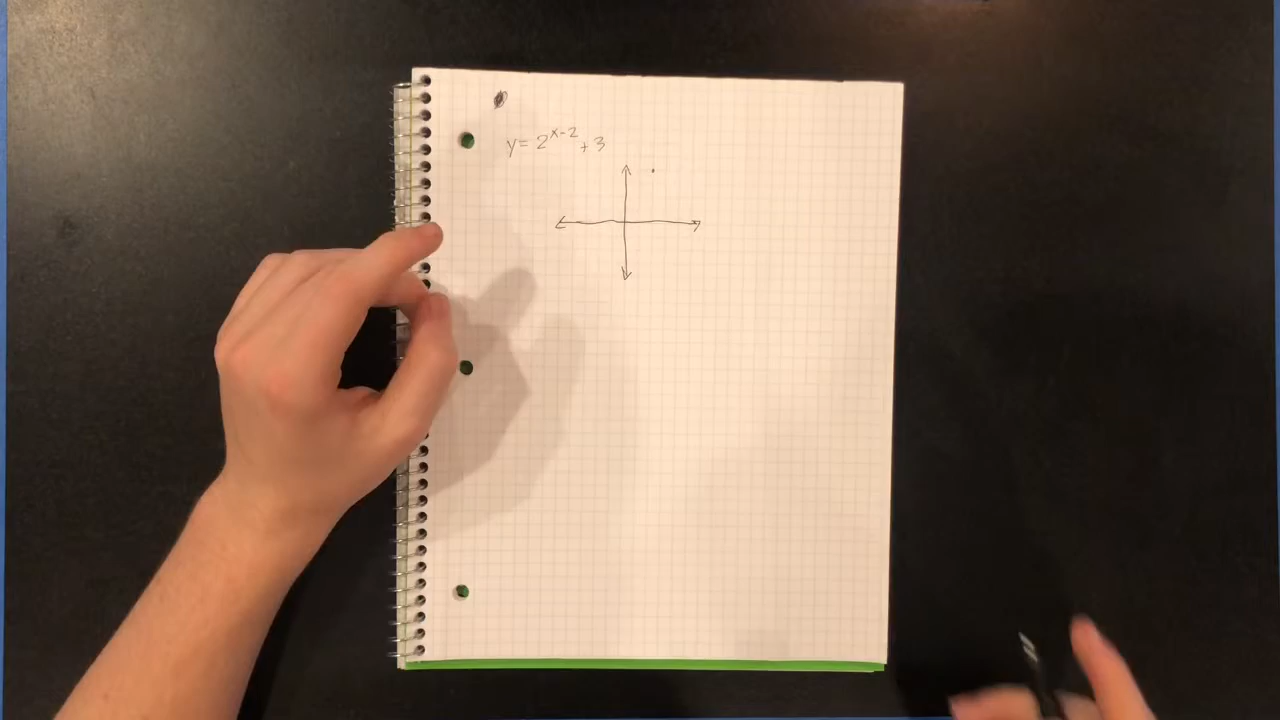 y = 2^{x-2} + 3